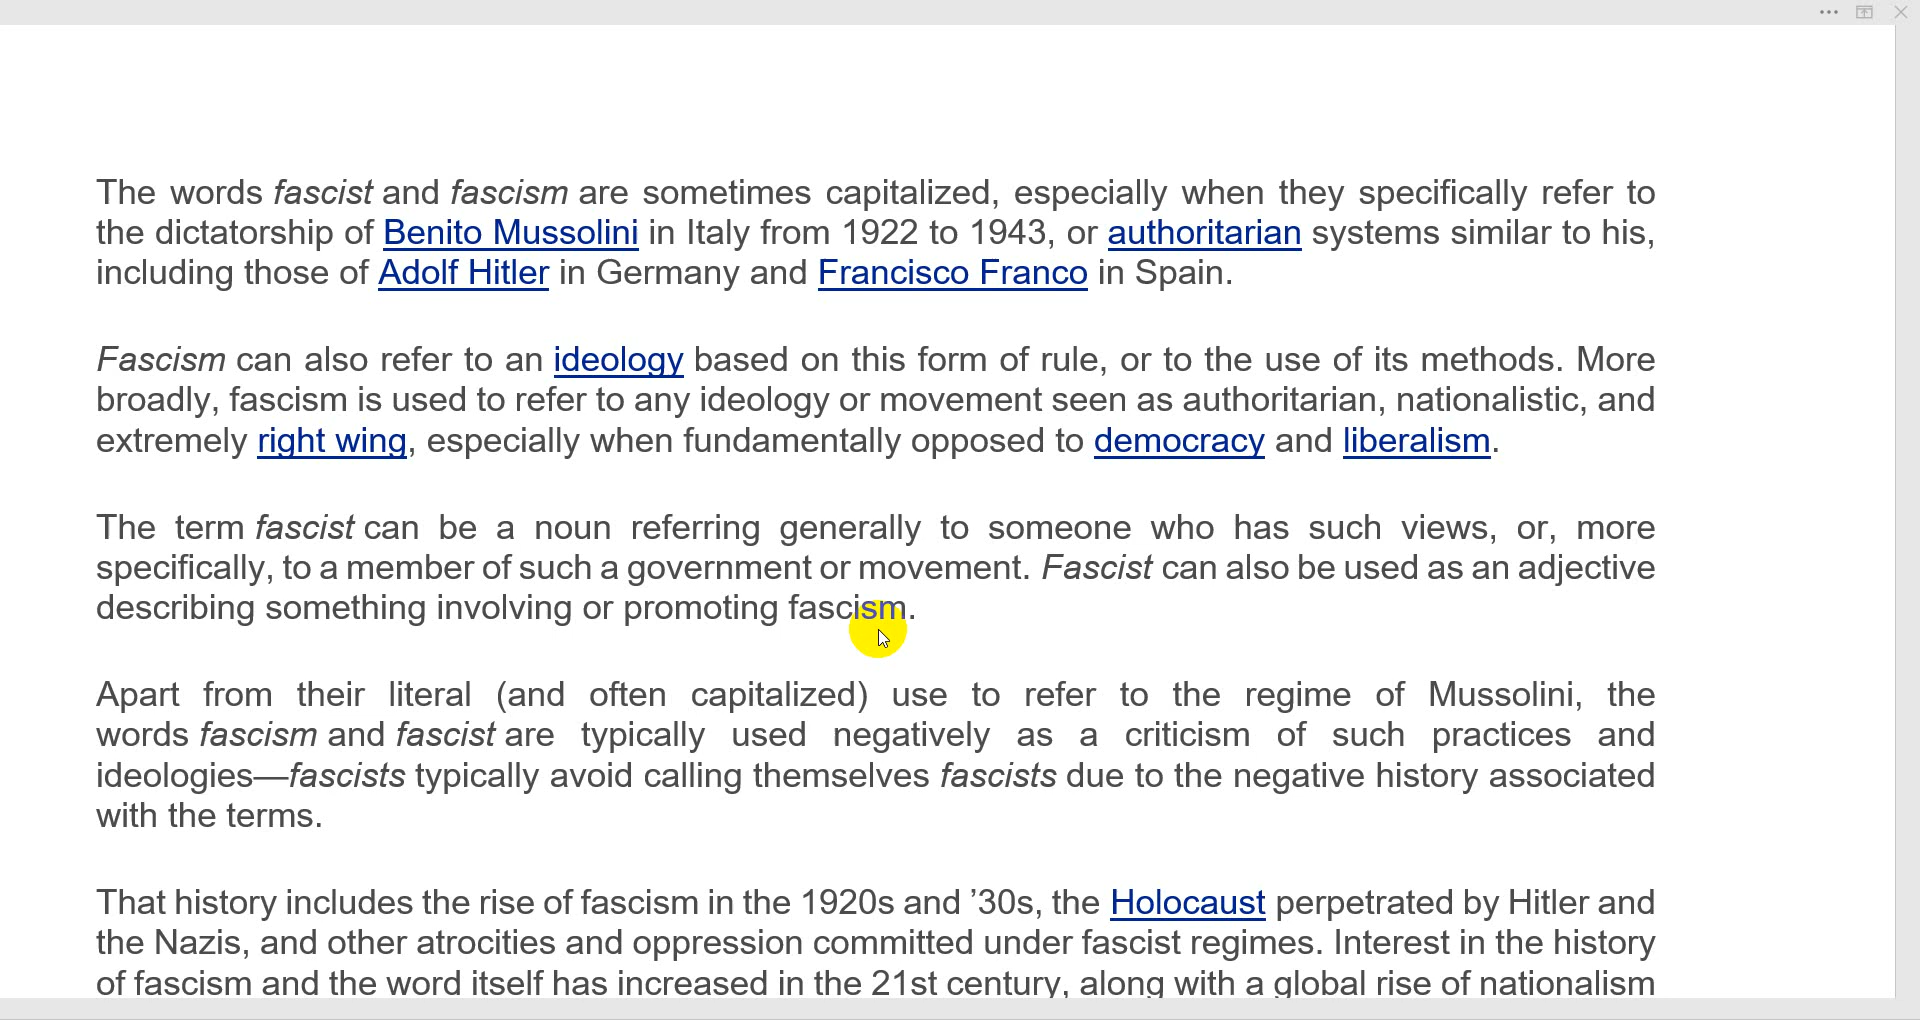 The words fascist and fascism are sometimes capitalized, especially when they specifically refer to
the dictatorship of Benito Mussolini in Italy from 1922 to 1943, or authoritarian systems similar to his,
including those of Adolf Hitler in Germany and Francisco Franco in Spain.
Fascism can also refer to an ideology based on this form of rule, or to the use of its methods. More
broadly, fascism is used to refer to any ideology or movement seen as authoritarian, nationalistic, and
extremely right wing, especially when fundamentally opposed to democracy and liberalism.
The term fascist can be a noun referring generally to someone who has such views, or, more
specifically, to a member of such a government or movement. Fascist can also be used as an adjective
describing something involving or promoting fascism.
Apart from their literal (and often capitalized) use to refer to the regime of Mussolini, the
words fascism and fascist are typically used negatively as a criticism of such practices and
ideologies—fascists typically avoid calling themselves fascists due to the negative history associated
with the terms.
That history includes the rise of fascism in the 1920s and ’30s, the Holocaust perpetrated by Hitler and
the Nazis, and other atrocities and oppression committed under fascist regimes. Interest in the history
of fascism and the word itself has increased in the 21st century, along with a global rise of nationalism